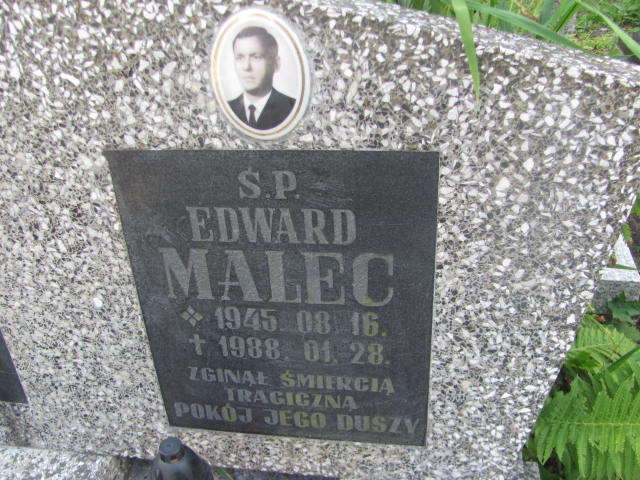 Ś.P.
EDWARD
MALEC
1945. 08. 16.
† 1988. 01. 28.
ZGINĄŁ ŚMIERCIĄ
TRAGICZNĄ
POKÓJ JEGO DUSZY